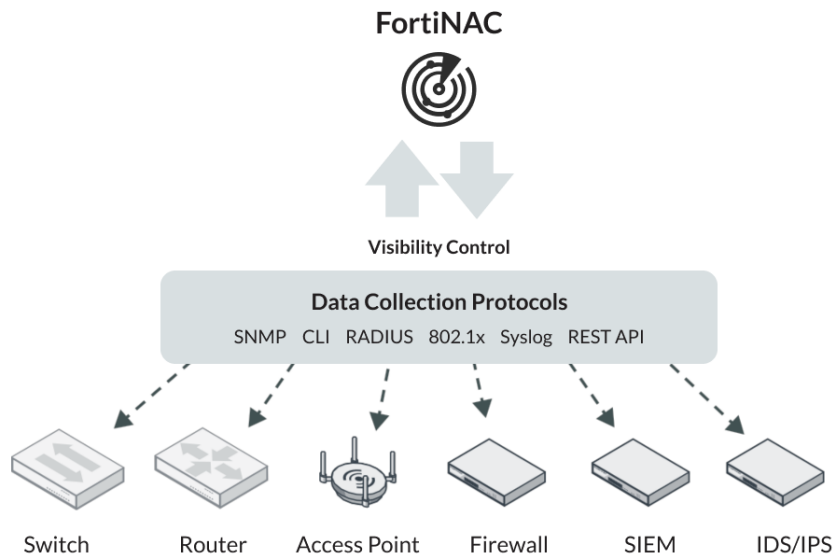 FortiNAC
Visibility Control
Data Collection Protocols
SNMP CLI RADIUS 802.1x Syslog REST API
Switch Router Access Point Firewall SIEM IDS/IPS